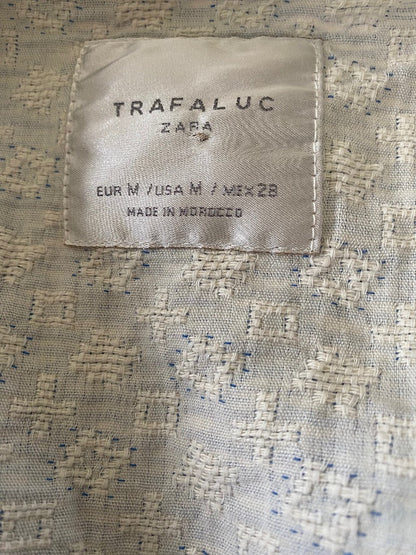 TRAFALUC
ZARA
EUR M / USA M / MEX 28
MADE IN MOROCCO